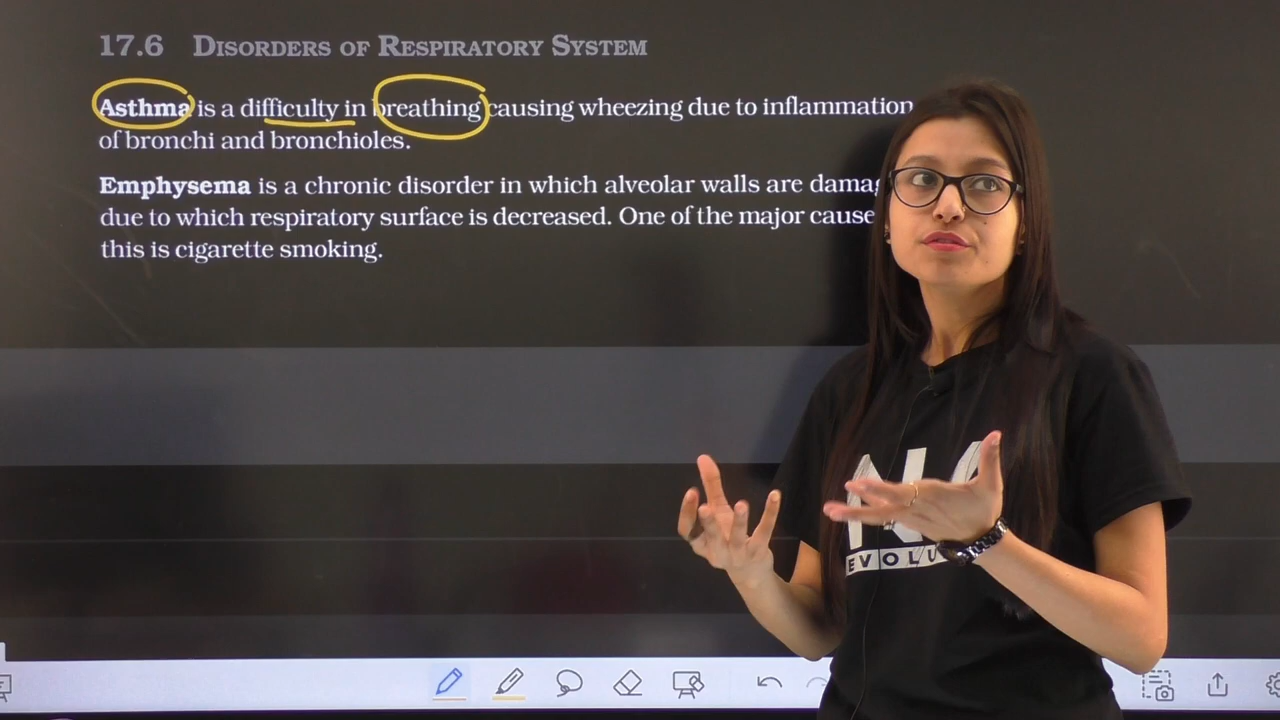 17.6 DISORDERS OF RESPIRATORY SYSTEM
Asthma is a difficulty in breathing causing wheezing due to inflammation
of bronchi and bronchioles.
Emphysema is a chronic disorder in which alveolar walls are
due to which respiratory surface is decreased. One of the major
this is cigarette smoking.